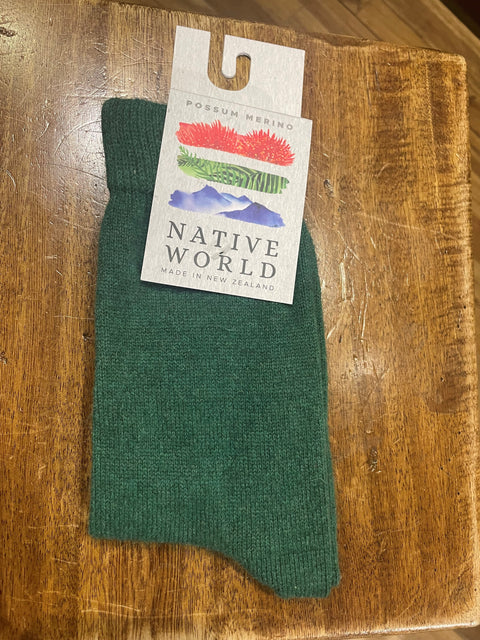 POSSUM MERINO
NATIVE
WORLD
MADE IN NEW ZEALAND